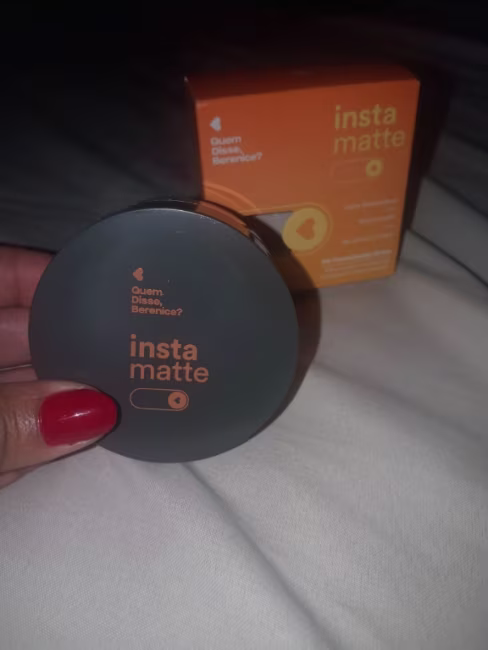 Quem
Disse,
Berenice?
insta
matte
Quem
Disse,
Berenice?
insta
matte